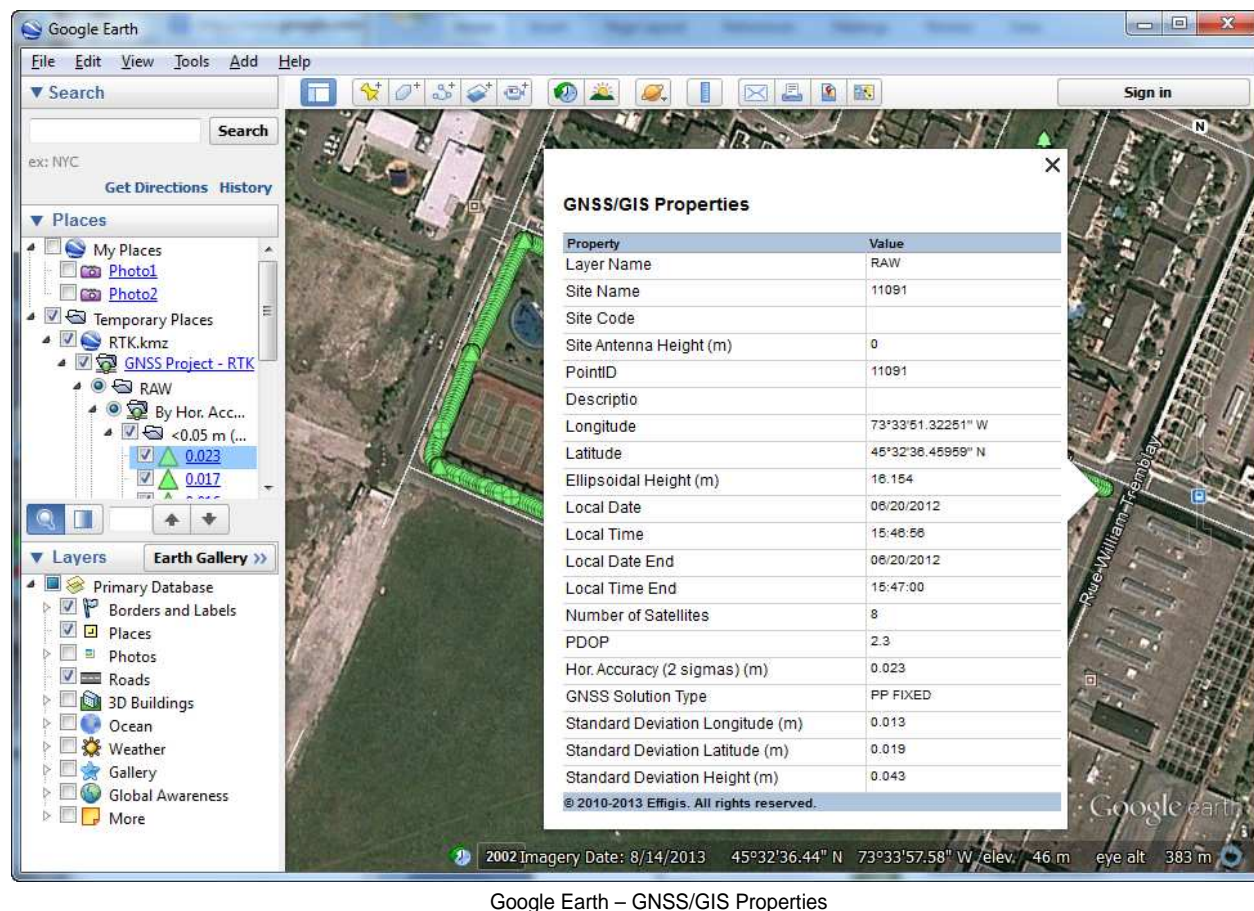 Google Earth
File Edit View Tools Add Help
Search
Search
ex: NYC
Get Directions History
Places
My Places
Photo1
Photo2
Temporary Places
RTK.kmz
GNSS Project - RTK
RAW
By Hor. Acc...
<0.05 m (...
0.023
0.017
Layers
Earth Gallery >>
Primary Database
Borders and Labels
Places
Photos
Roads
3D Buildings
Ocean
Weather
Gallery
Global Awareness
More
Sign in
N
GNSS/GIS Properties
Property Value
Layer Name RAW
Site Name 11091
Site Code
Site Antenna Height (m) 0
PointID 11091
Descriptio
Longitude 73°33'51.32251" W
Latitude 45°32'36.45959" N
Ellipsoidal Height (m) 16.154
Local Date 06/20/2012
Local Time 15:46:56
Local Date End 06/20/2012
Local Time End 15:47:00
Number of Satellites 8
PDOP 2.3
Hor. Accuracy (2 sigmas) (m) 0.023
GNSS Solution Type PP FIXED
Standard Deviation Longitude (m) 0.013
Standard Deviation Latitude (m) 0.019
Standard Deviation Height (m) 0.043
© 2010-2013 Effigis. All rights reserved.
Rue William Tremblay
Google earth
2002 Imagery Date: 8/14/2013 45°32'36.44" N 73°33'57.58" W elev. 46 m eye alt 383 m
Google Earth – GNSS/GIS Properties